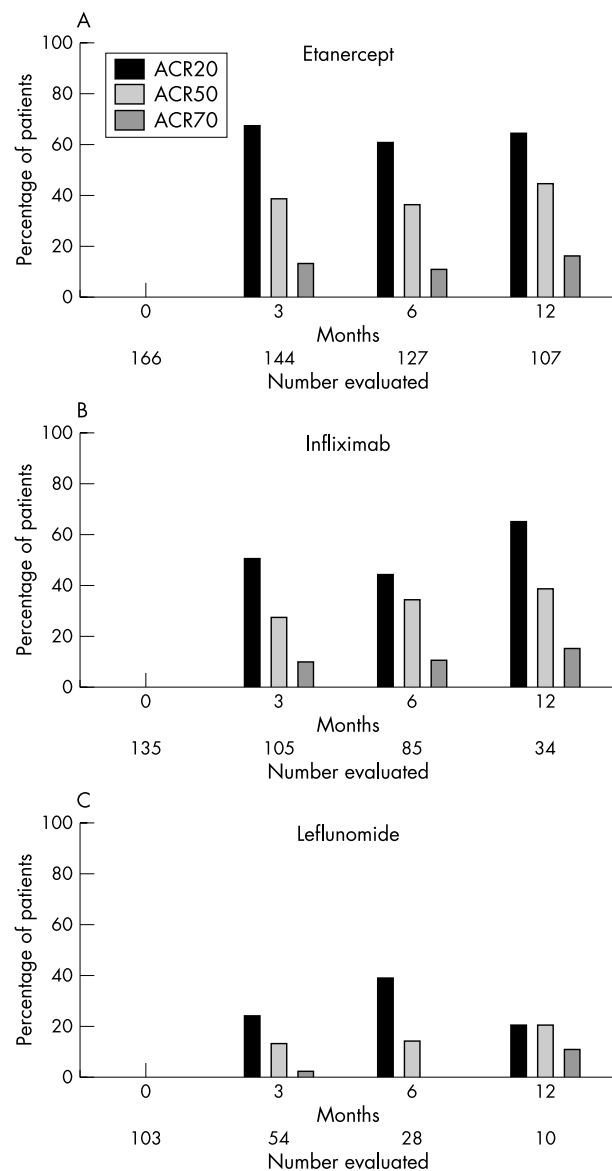 A
Etanercept
ACR20
ACR50
ACR70
Percentage of patients
100
80
60
40
20
0
0 3 6 12
Months
166 144 127 107
Number evaluated
B
Infliximab
Percentage of patients
100
80
60
40
20
0
0 3 6 12
Months
135 105 85 34
Number evaluated
C
Leflunomide
Percentage of patients
100
80
60
40
20
0
0 3 6 12
Months
103 54 28 10
Number evaluated